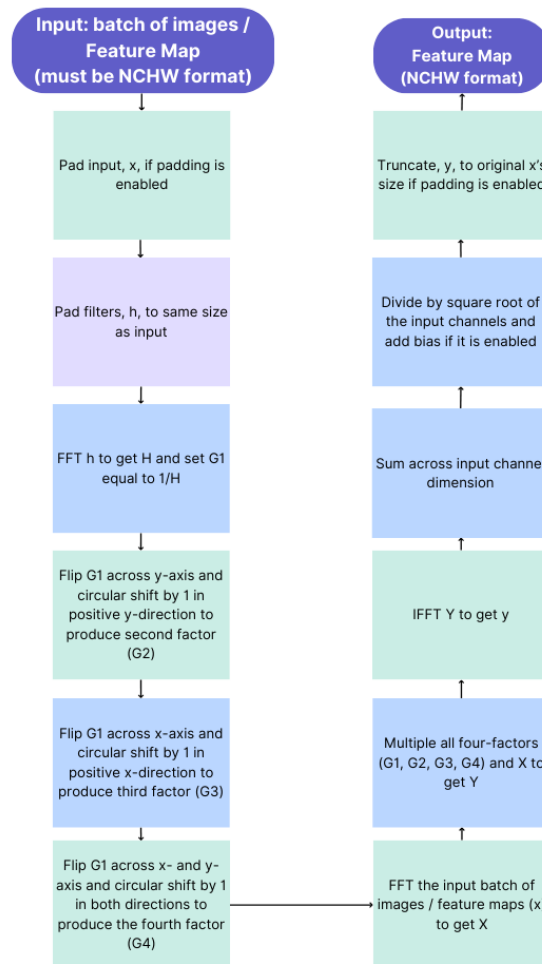 Input: batch of images /
Feature Map
(must be NCHW format)
Pad input, x, if padding is
enabled
Pad filters, h, to same size
as input
FFT h to get H and set G1
equal to 1/H
Flip G1 across y-axis and
circular shift by 1 in
positive y-direction to
produce second factor
(G2)
Flip G1 across x-axis and
circular shift by 1 in
positive x-direction to
produce third factor (G3)
Flip G1 across x- and y-
axis and circular shift by 1
in both directions to
produce the fourth factor
(G4)
FFT the input batch of
images / feature maps (x
to get X
Multiple all four-factors
(G1, G2, G3, G4) and X to
get Y
IFFT Y to get y
Sum across input channel
dimension
Divide by square root of
the input channels and
add bias if it is enabled
Truncate, y, to original x's
size if padding is enabled
Output:
Feature Map
(NCHW format)